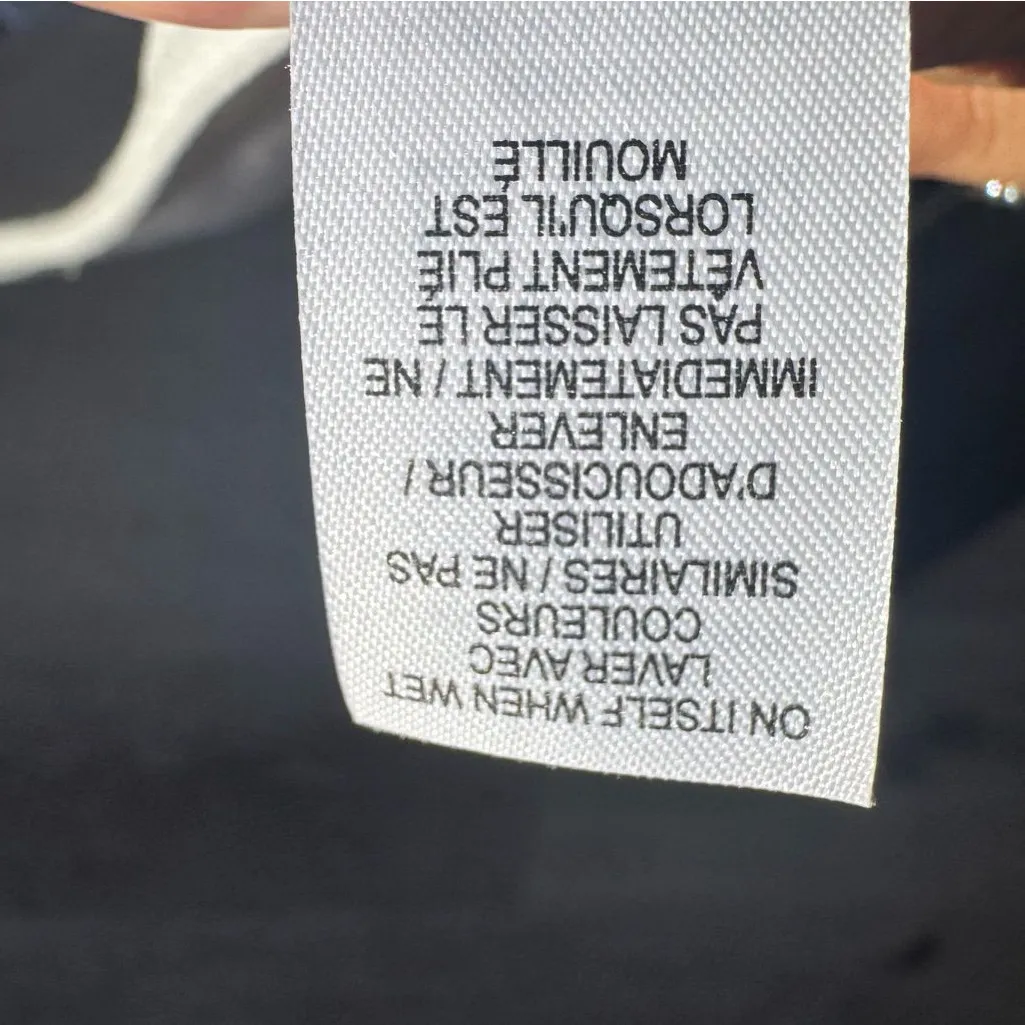 ON ITSELF WHEN WET
LAVER AVEC
COULEURS
SIMILAIRES / NE PAS
UTILISER
D'ADOUCISSEUR /
ENLEVER
IMMEDIATEMENT / NE
PAS LAISSER LE
VÊTEMENT PLIÉ
LORSQU'IL EST
MOUILLÉ